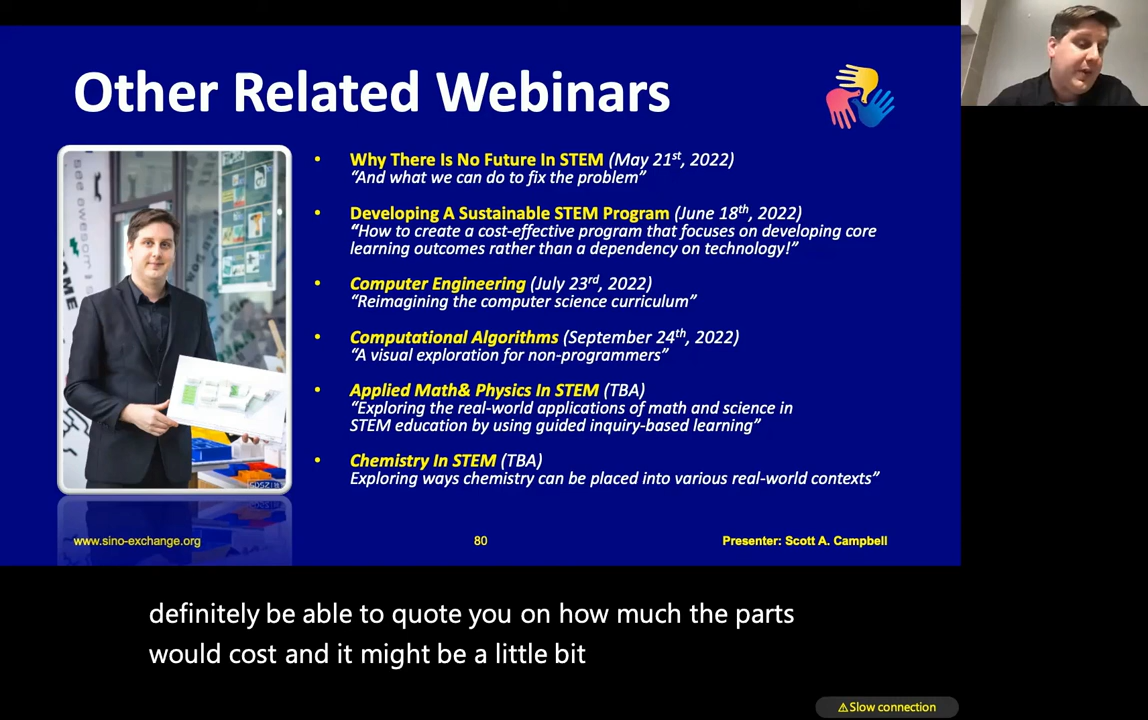 Other Related Webinars
• Why There Is No Future In STEM (May 21st, 2022)
“And what we can do to fix the problem”
• Developing A Sustainable STEM Program (June 18th, 2022)
“How to create a cost-effective program that focuses on developing core
learning outcomes rather than a dependency on technology!”
• Computer Engineering (July 23rd, 2022)
“Reimagining the computer science curriculum”
• Computational Algorithms (September 24th, 2022)
“A visual exploration for non-programmers”
• Applied Math& Physics In STEM (TBA)
“Exploring the real-world applications of math and science in
STEM education by using guided inquiry-based learning”
• Chemistry In STEM (TBA)
Exploring ways chemistry can be placed into various real-world contexts”
www.sino-exchange.org
80
Presenter: Scott A. Campbell
definitely be able to quote you on how much the parts
would cost and it might be a little bit
⚠Slow connection